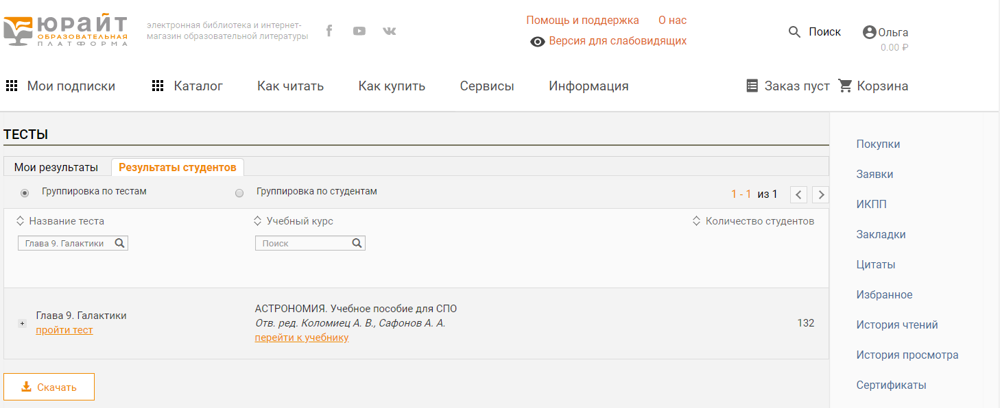 юрайт
ОБРАЗОВАТЕЛЬНАЯ
ПЛАТФОРМА
электронная библиотека и интернет-
магазин образовательной литературы
Помощь и поддержка О нас
Версия для слабовидящих
Поиск
Ольга
0.00 ₽
Мои подписки Каталог Как читать Как купить Сервисы Информация Заказ пуст Корзина
ТЕСТЫ
Мои результаты Результаты студентов
Группировка по тестам Группировка по студентам 1 - 1 из 1
Название теста Учебный курс Количество студентов
Глава 9. Галактики Поиск
Глава 9. Галактики
пройти тест
АСТРОНОМИЯ. Учебное пособие для СПО
Отв. ред. Коломиец А. В., Сафонов А. А.
перейти к учебнику
132
Скачать
Покупки
Заявки
ИКПП
Закладки
Цитаты
Избранное
История чтений
История просмотра
Сертификаты